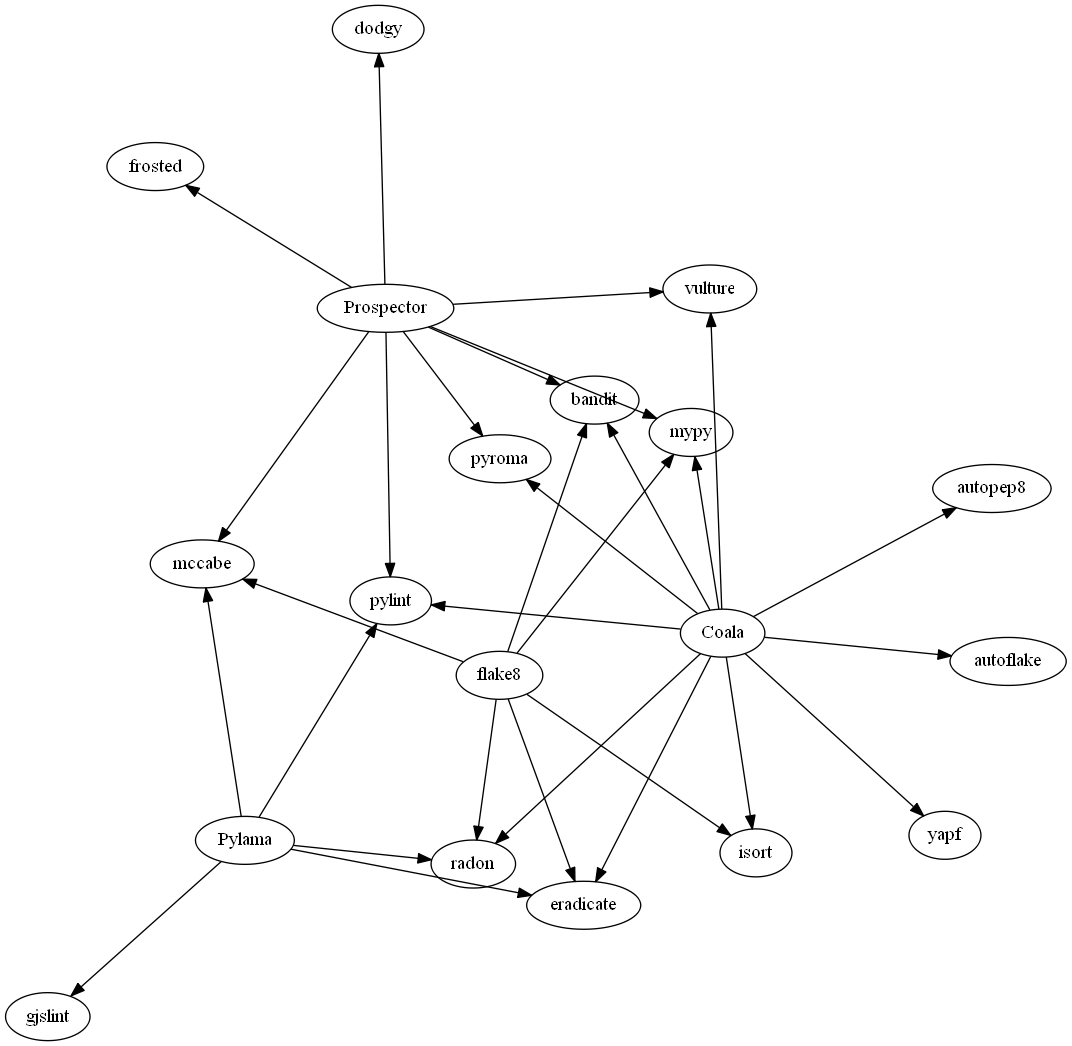 dodgy
frosted
vulture
Prospector
bandit
mypy
pyroma
autopep8
mccabe
pylint
Coala
autoflake
flake8
yapf
Pylama
isort
radon
eradicate
gjslint